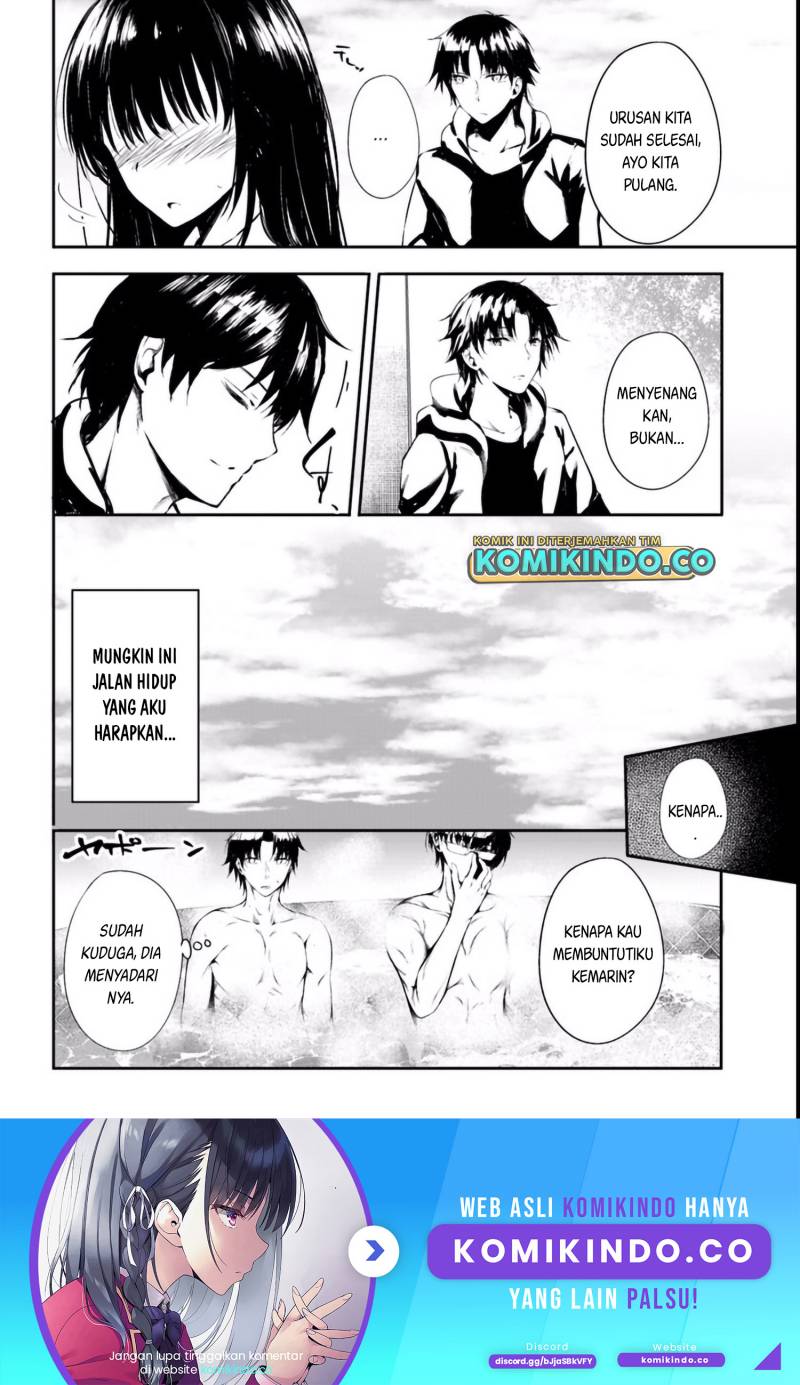 URUSAN KITA
SUDAH SELESAI,
AYO KITA
PULANG.
...
MENYENANG
KAN,
BUKAN...
KOMIK INI DITERJEMAHKAN TIM
KOMIKINDO.CO
MUNGKIN INI
JALAN HIDUP
YANG AKU
HARAPKAN...
KENAPA..
.
KENAPA KAU
MEMBUNTUTIKU
KEMARIN?
SUDAH
KUDUGA, DIA
MENYADARI
NYA.
WEB ASLI KOMIKINDO HANYA
KOMIKINDO.CO
YANG LAIN PALSU!
Jangan lupa tinggalkan komentar
di website komikindo.co
Discord
discord.gg/bJjaSBkVFY
Website
komikindo.co